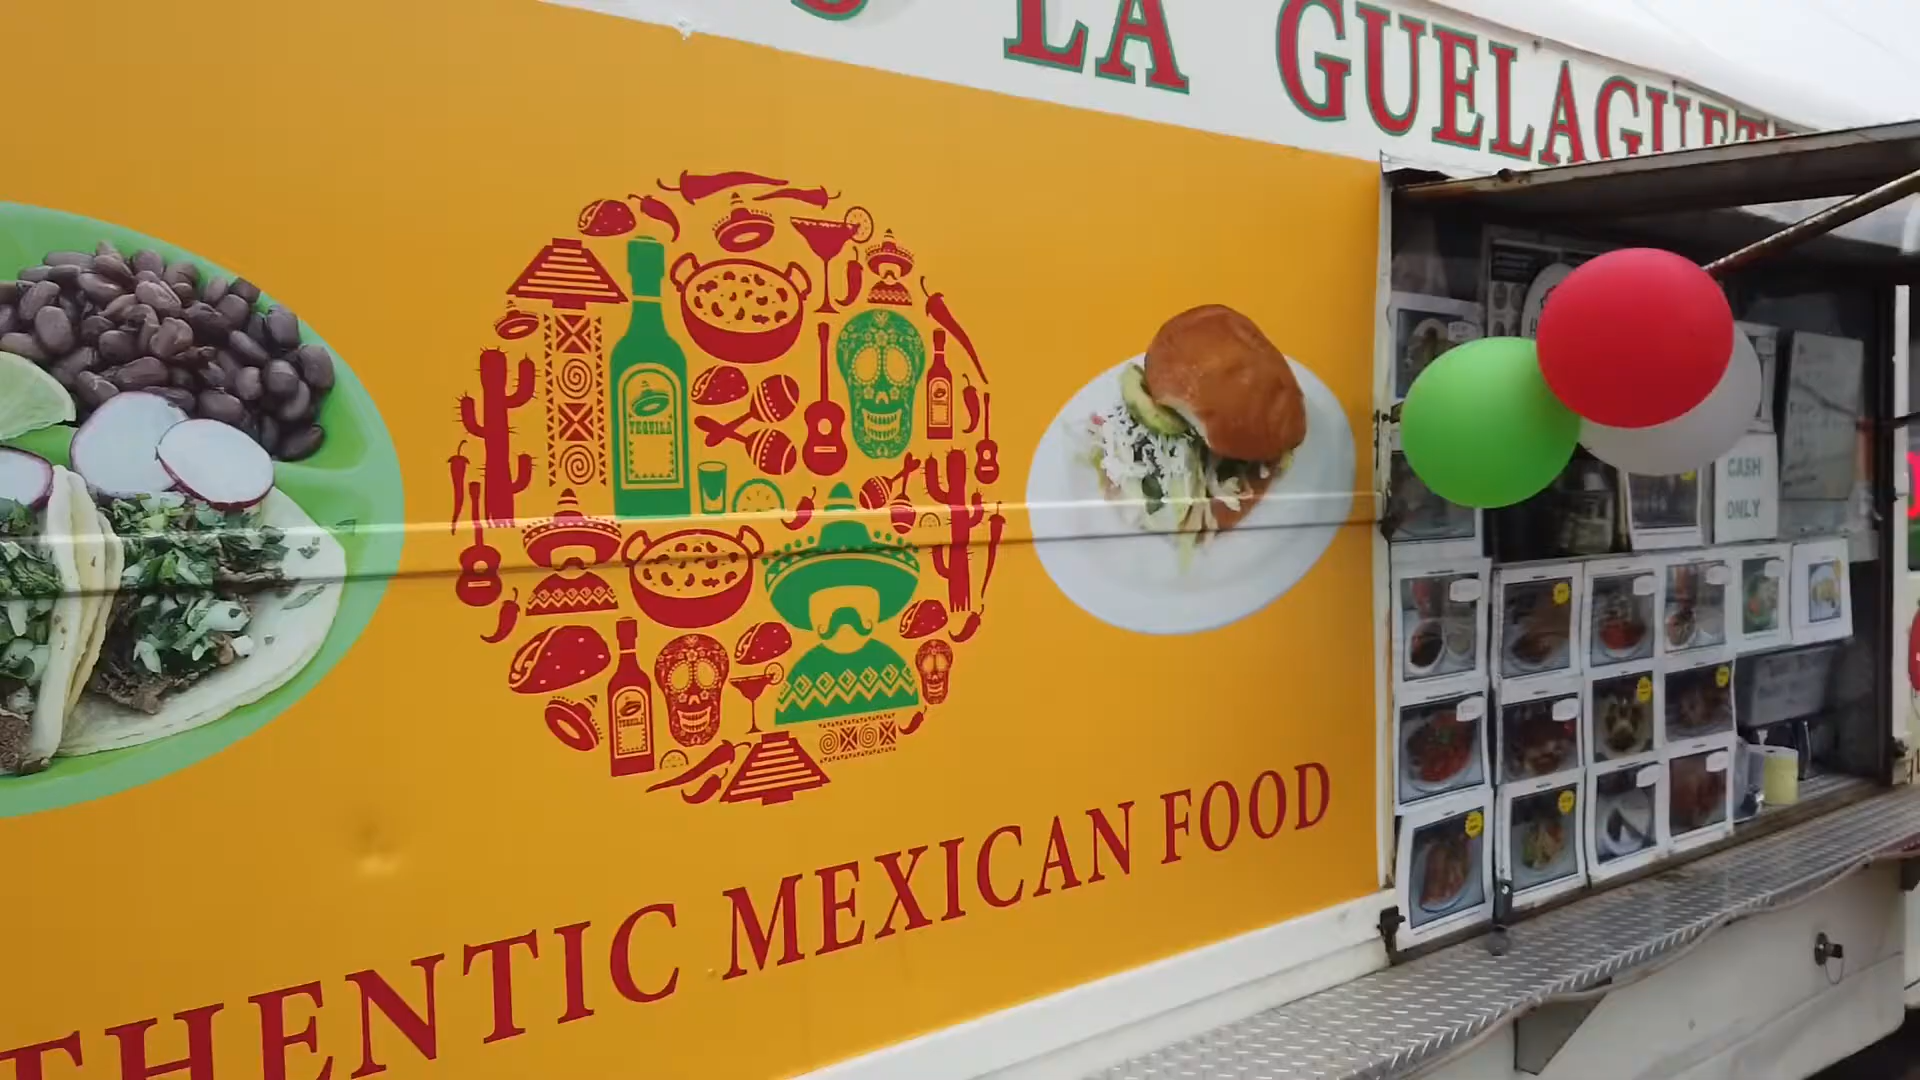 LA GUELAGUET
TEQUILA
CASH
ONLY
TEQUILA
THENTIC MEXICAN FOOD